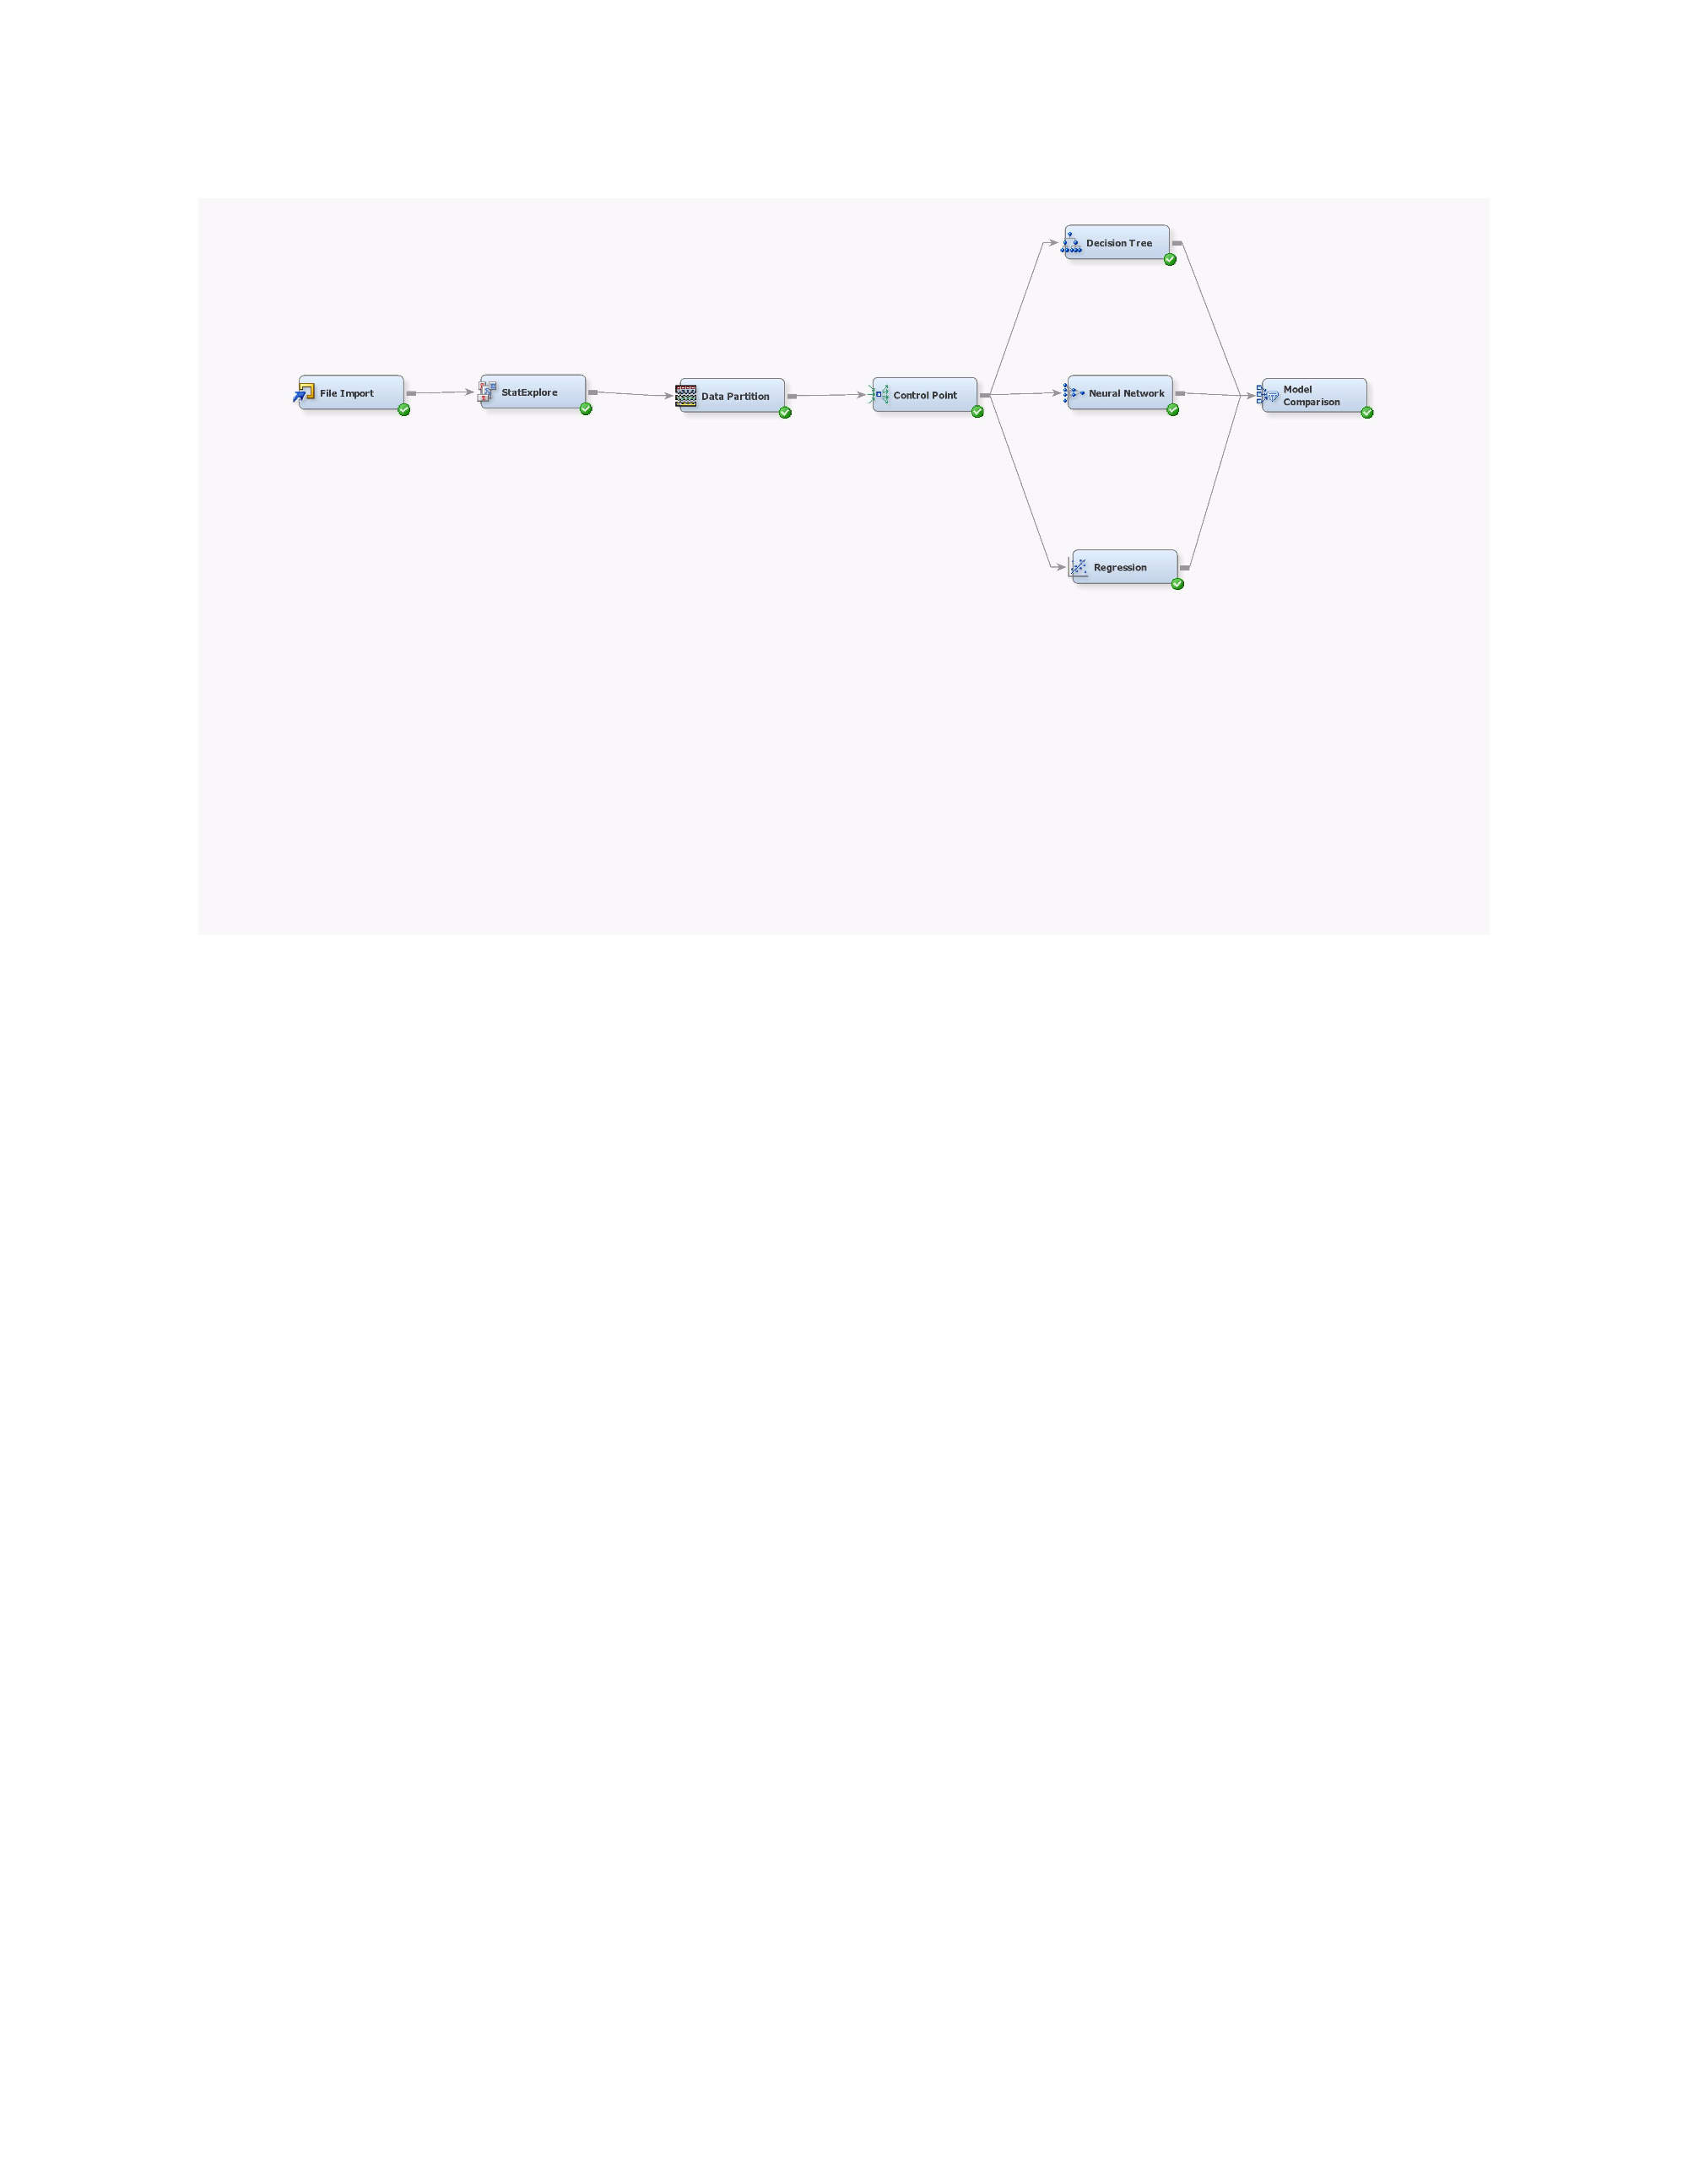 File Import
StatExplore
Data Partition
Control Point
Decision Tree
Neural Network
Regression
Model
Comparison